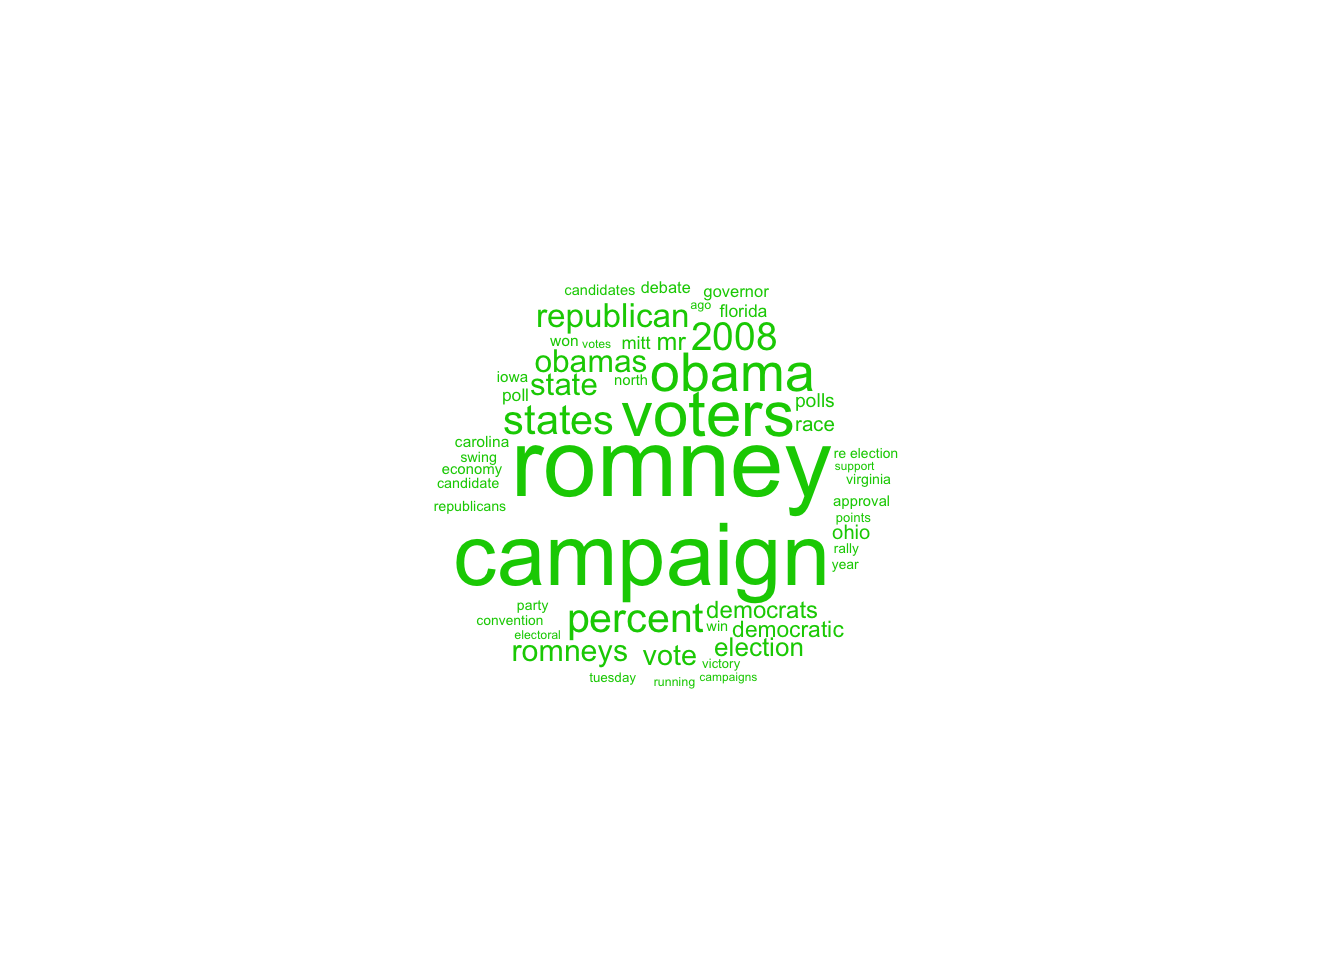 candidates debate governor
republican ago florida
won votes mitt mr 2008
obamas obama
iowa state north
poll voters polls
states race
carolina romney re election
swing support
economy virginia
candidate
republicans approval
points
campaign ohio
rally
year
party percent democrats
convention win democratic
electoral
romneys vote election
victory
tuesday running campaigns